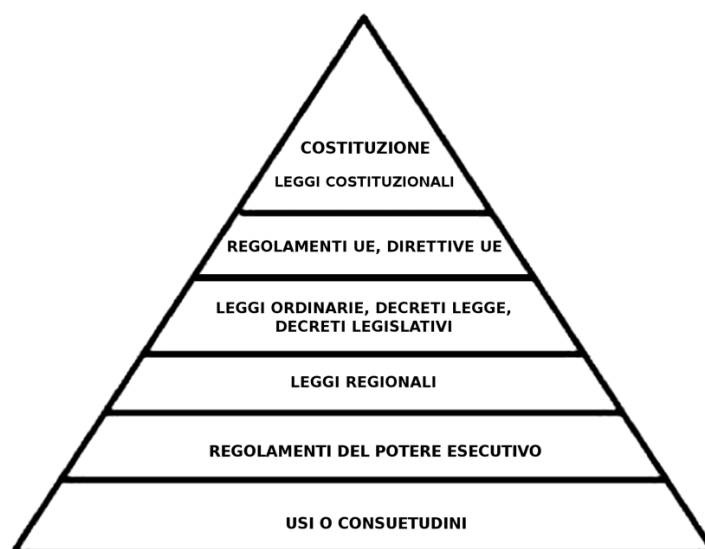 COSTITUZIONE
LEGGI COSTITUZIONALI
REGOLAMENTI UE, DIRETTIVE UE
LEGGI ORDINARIE, DECRETI LEGGE,
DECRETI LEGISLATIVI
LEGGI REGIONALI
REGOLAMENTI DEL POTERE ESECUTIVO
USI O CONSUETUDINI